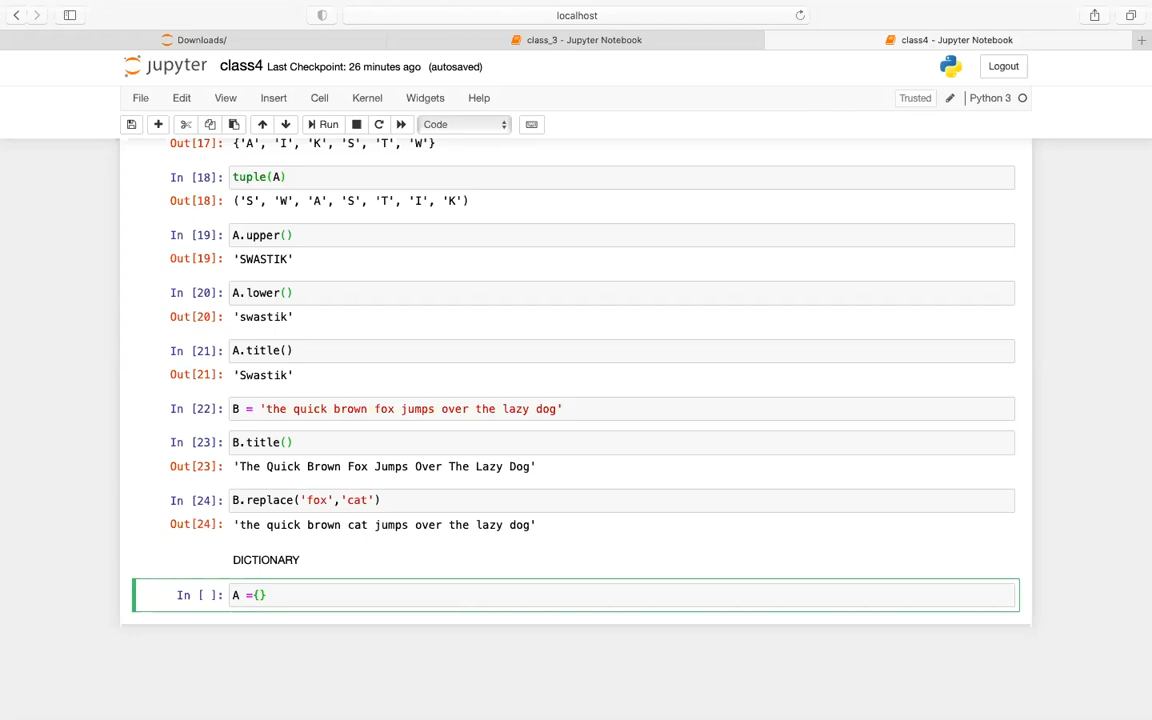 localhost
Downloads/
class_3 - Jupyter Notebook
class4 - Jupyter Notebook
jupyter class4 Last Checkpoint: 26 minutes ago (autosaved)
Logout
File Edit View Insert Cell Kernel Widgets Help
Trusted Python 3
Run Code
Out[17]: {'A', 'I', 'K', 'S', 'T', 'W'}
In [18]: tuple(A)
Out[18]: ('S', 'W', 'A', 'S', 'T', 'I', 'K')
In [19]: A.upper()
Out[19]: 'SWASTIK'
In [20]: A.lower()
Out[20]: 'swastik'
In [21]: A.title()
Out[21]: 'Swastik'
In [22]: B = 'the quick brown fox jumps over the lazy dog'
In [23]: B.title()
Out[23]: 'The Quick Brown Fox Jumps Over The Lazy Dog'
In [24]: B.replace('fox','cat')
Out[24]: 'the quick brown cat jumps over the lazy dog'
DICTIONARY
In [ ]: A ={}